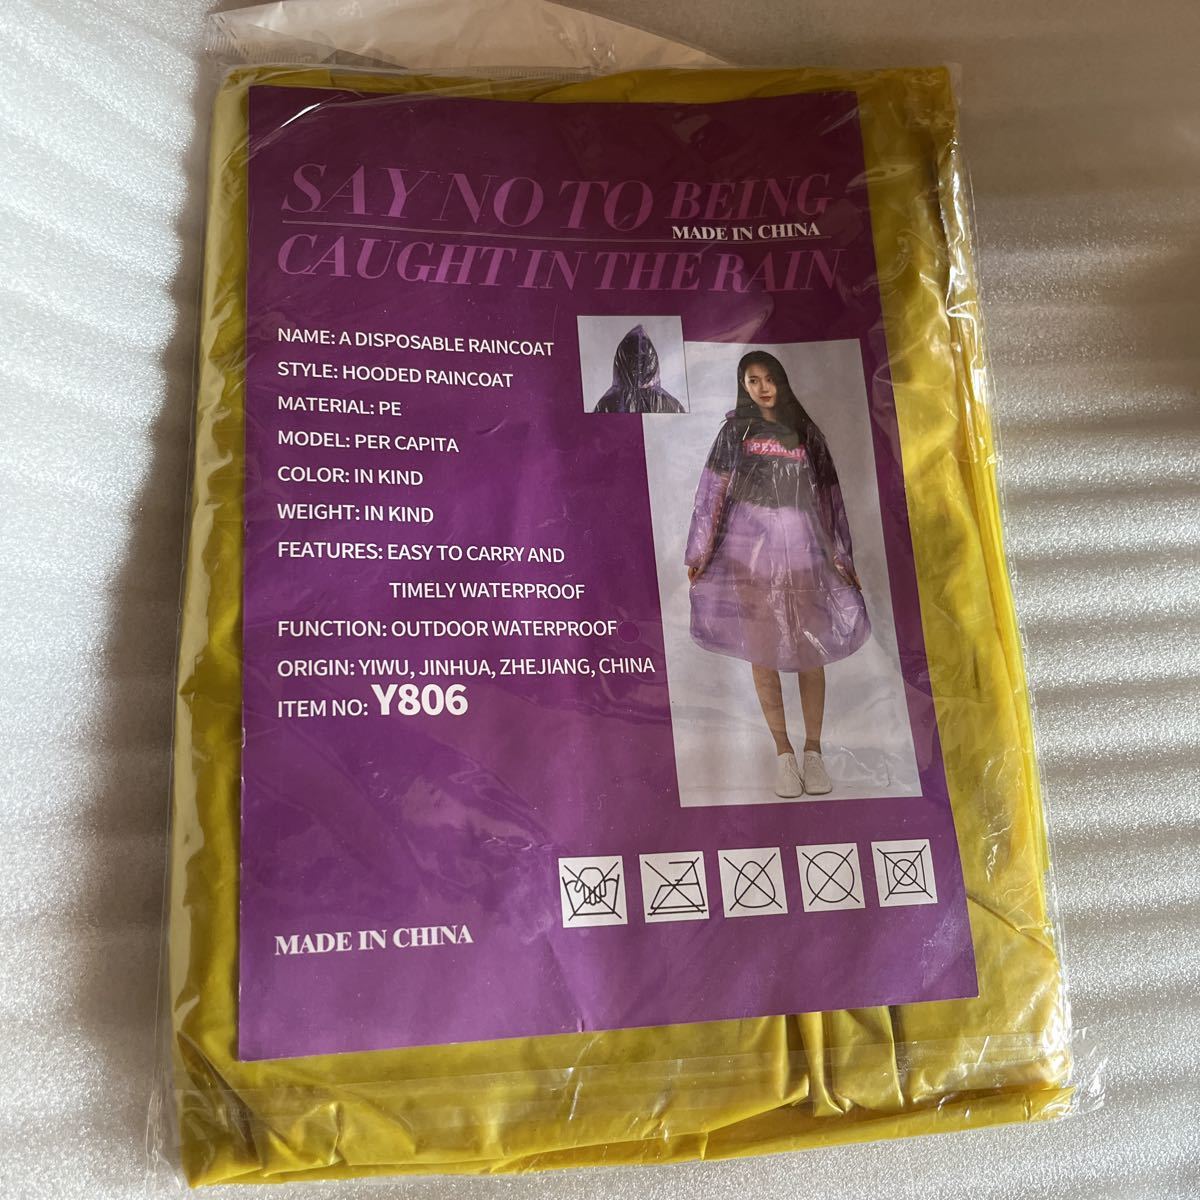 SAY NO TO BEING
MADE IN CHINA
CAUGHT IN THE RAIN
NAME: A DISPOSABLE RAINCOAT
STYLE: HOODED RAINCOAT
MATERIAL: PE
MODEL: PER CAPITA
COLOR: IN KIND
WEIGHT: IN KIND
FEATURES: EASY TO CARRY AND
TIMELY WATERPROOF
FUNCTION: OUTDOOR WATERPROOF
ORIGIN: YIWU, JINHUA, ZHEJIANG, CHINA
ITEM NO: Y806
MADE IN CHINA